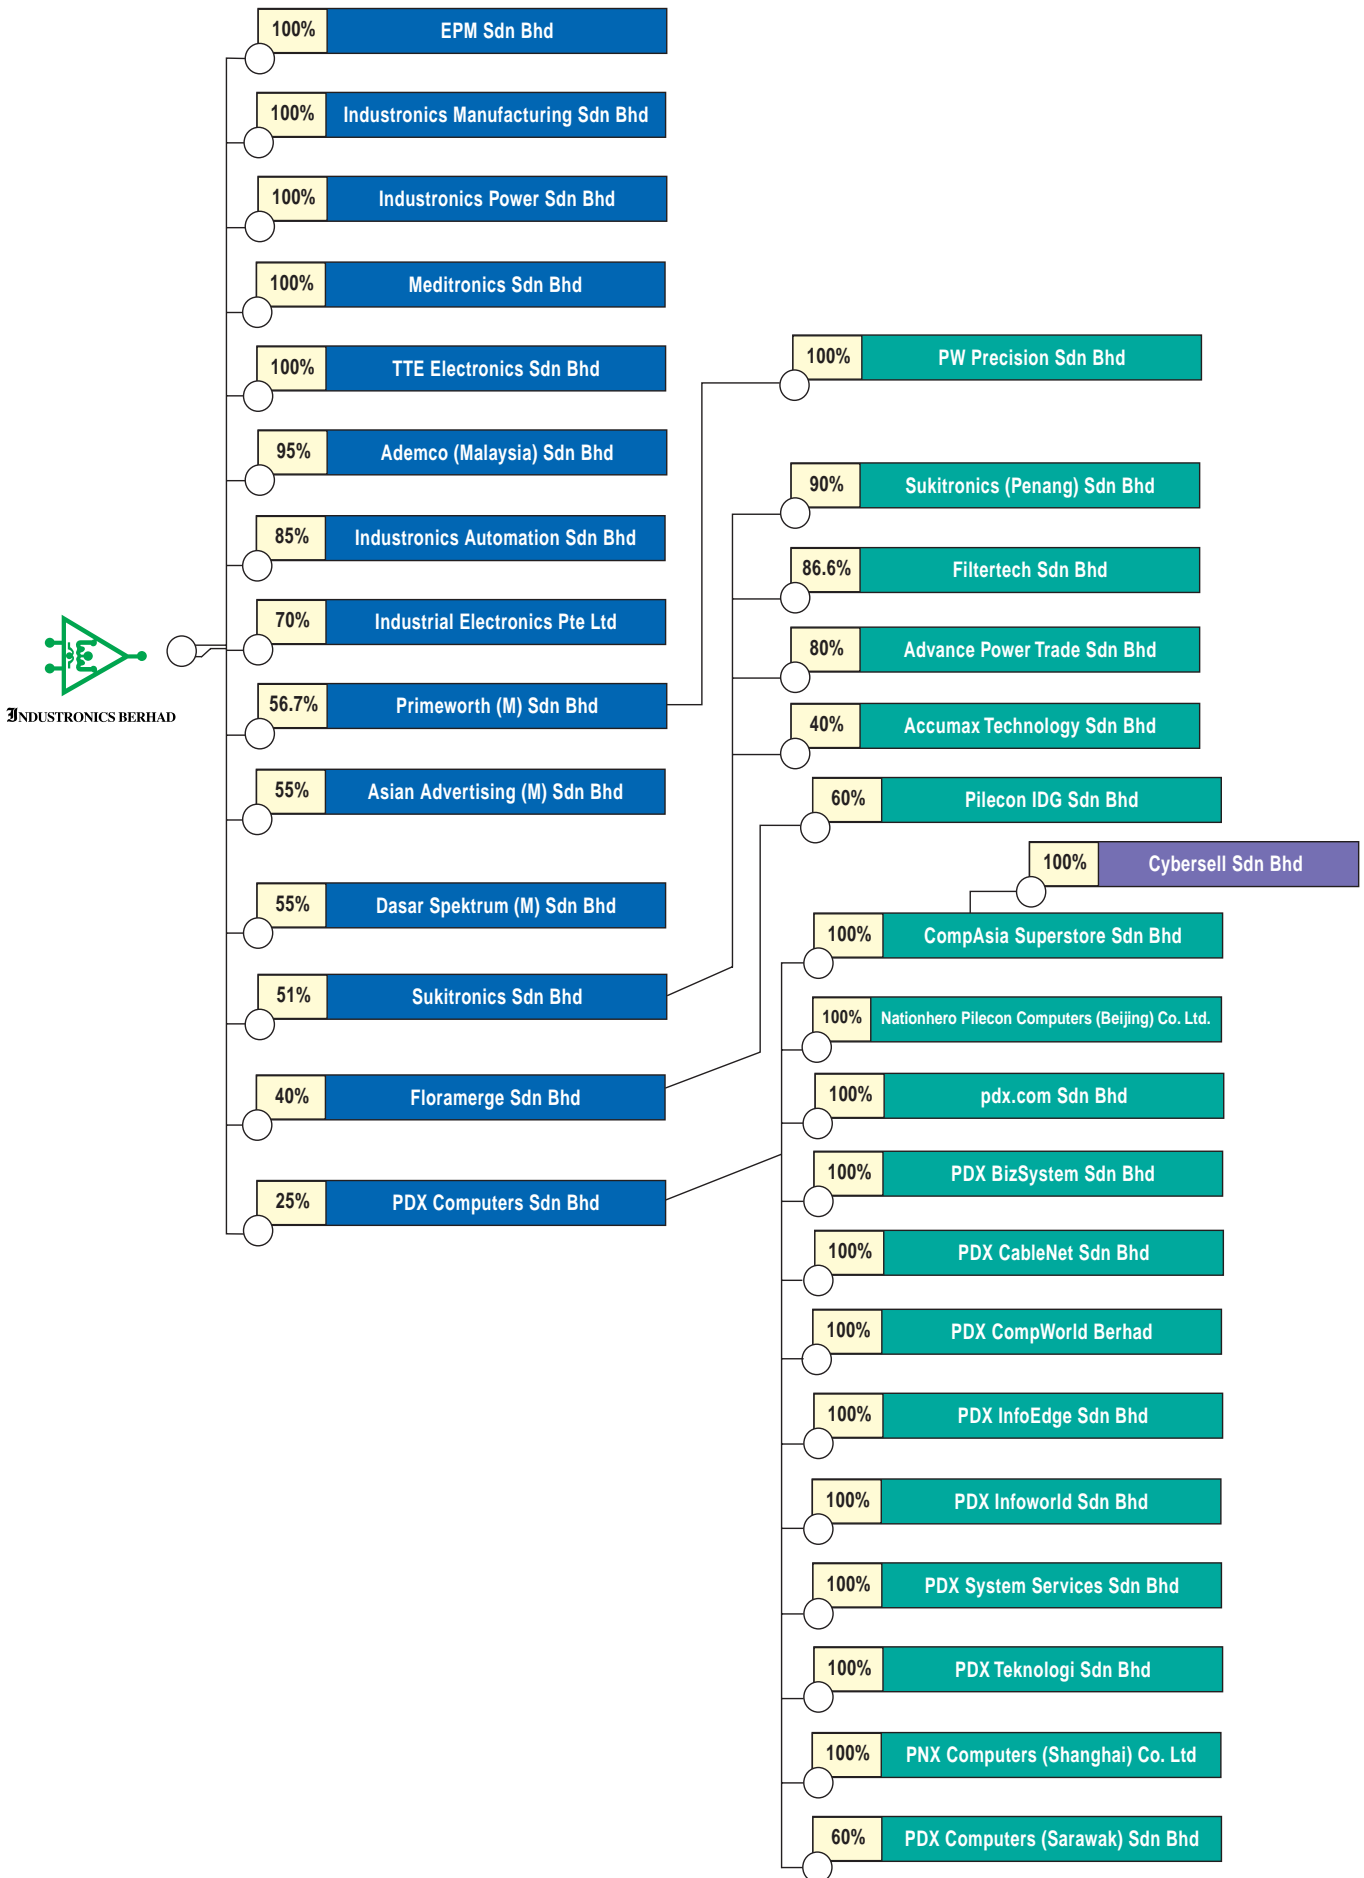 INDUSTRONICS BERHAD
100% EPM Sdn Bhd
100% Industronics Manufacturing Sdn Bhd
100% Industronics Power Sdn Bhd
100% Meditronics Sdn Bhd
100% TTE Electronics Sdn Bhd
95% Ademco (Malaysia) Sdn Bhd
85% Industronics Automation Sdn Bhd
70% Industrial Electronics Pte Ltd
56.7% Primeworth (M) Sdn Bhd
55% Asian Advertising (M) Sdn Bhd
55% Dasar Spektrum (M) Sdn Bhd
51% Sukitronics Sdn Bhd
40% Floramerge Sdn Bhd
25% PDX Computers Sdn Bhd
100% PW Precision Sdn Bhd
90% Sukitronics (Penang) Sdn Bhd
86.6% Filtertech Sdn Bhd
80% Advance Power Trade Sdn Bhd
40% Accumax Technology Sdn Bhd
60% Pilecon IDG Sdn Bhd
100% Cybersell Sdn Bhd
100% CompAsia Superstore Sdn Bhd
100% Nationhero Pilecon Computers (Beijing) Co. Ltd.
100% pdx.com Sdn Bhd
100% PDX BizSystem Sdn Bhd
100% PDX CableNet Sdn Bhd
100% PDX CompWorld Berhad
100% PDX InfoEdge Sdn Bhd
100% PDX Infoworld Sdn Bhd
100% PDX System Services Sdn Bhd
100% PDX Teknologi Sdn Bhd
100% PNX Computers (Shanghai) Co. Ltd
60% PDX Computers (Sarawak) Sdn Bhd